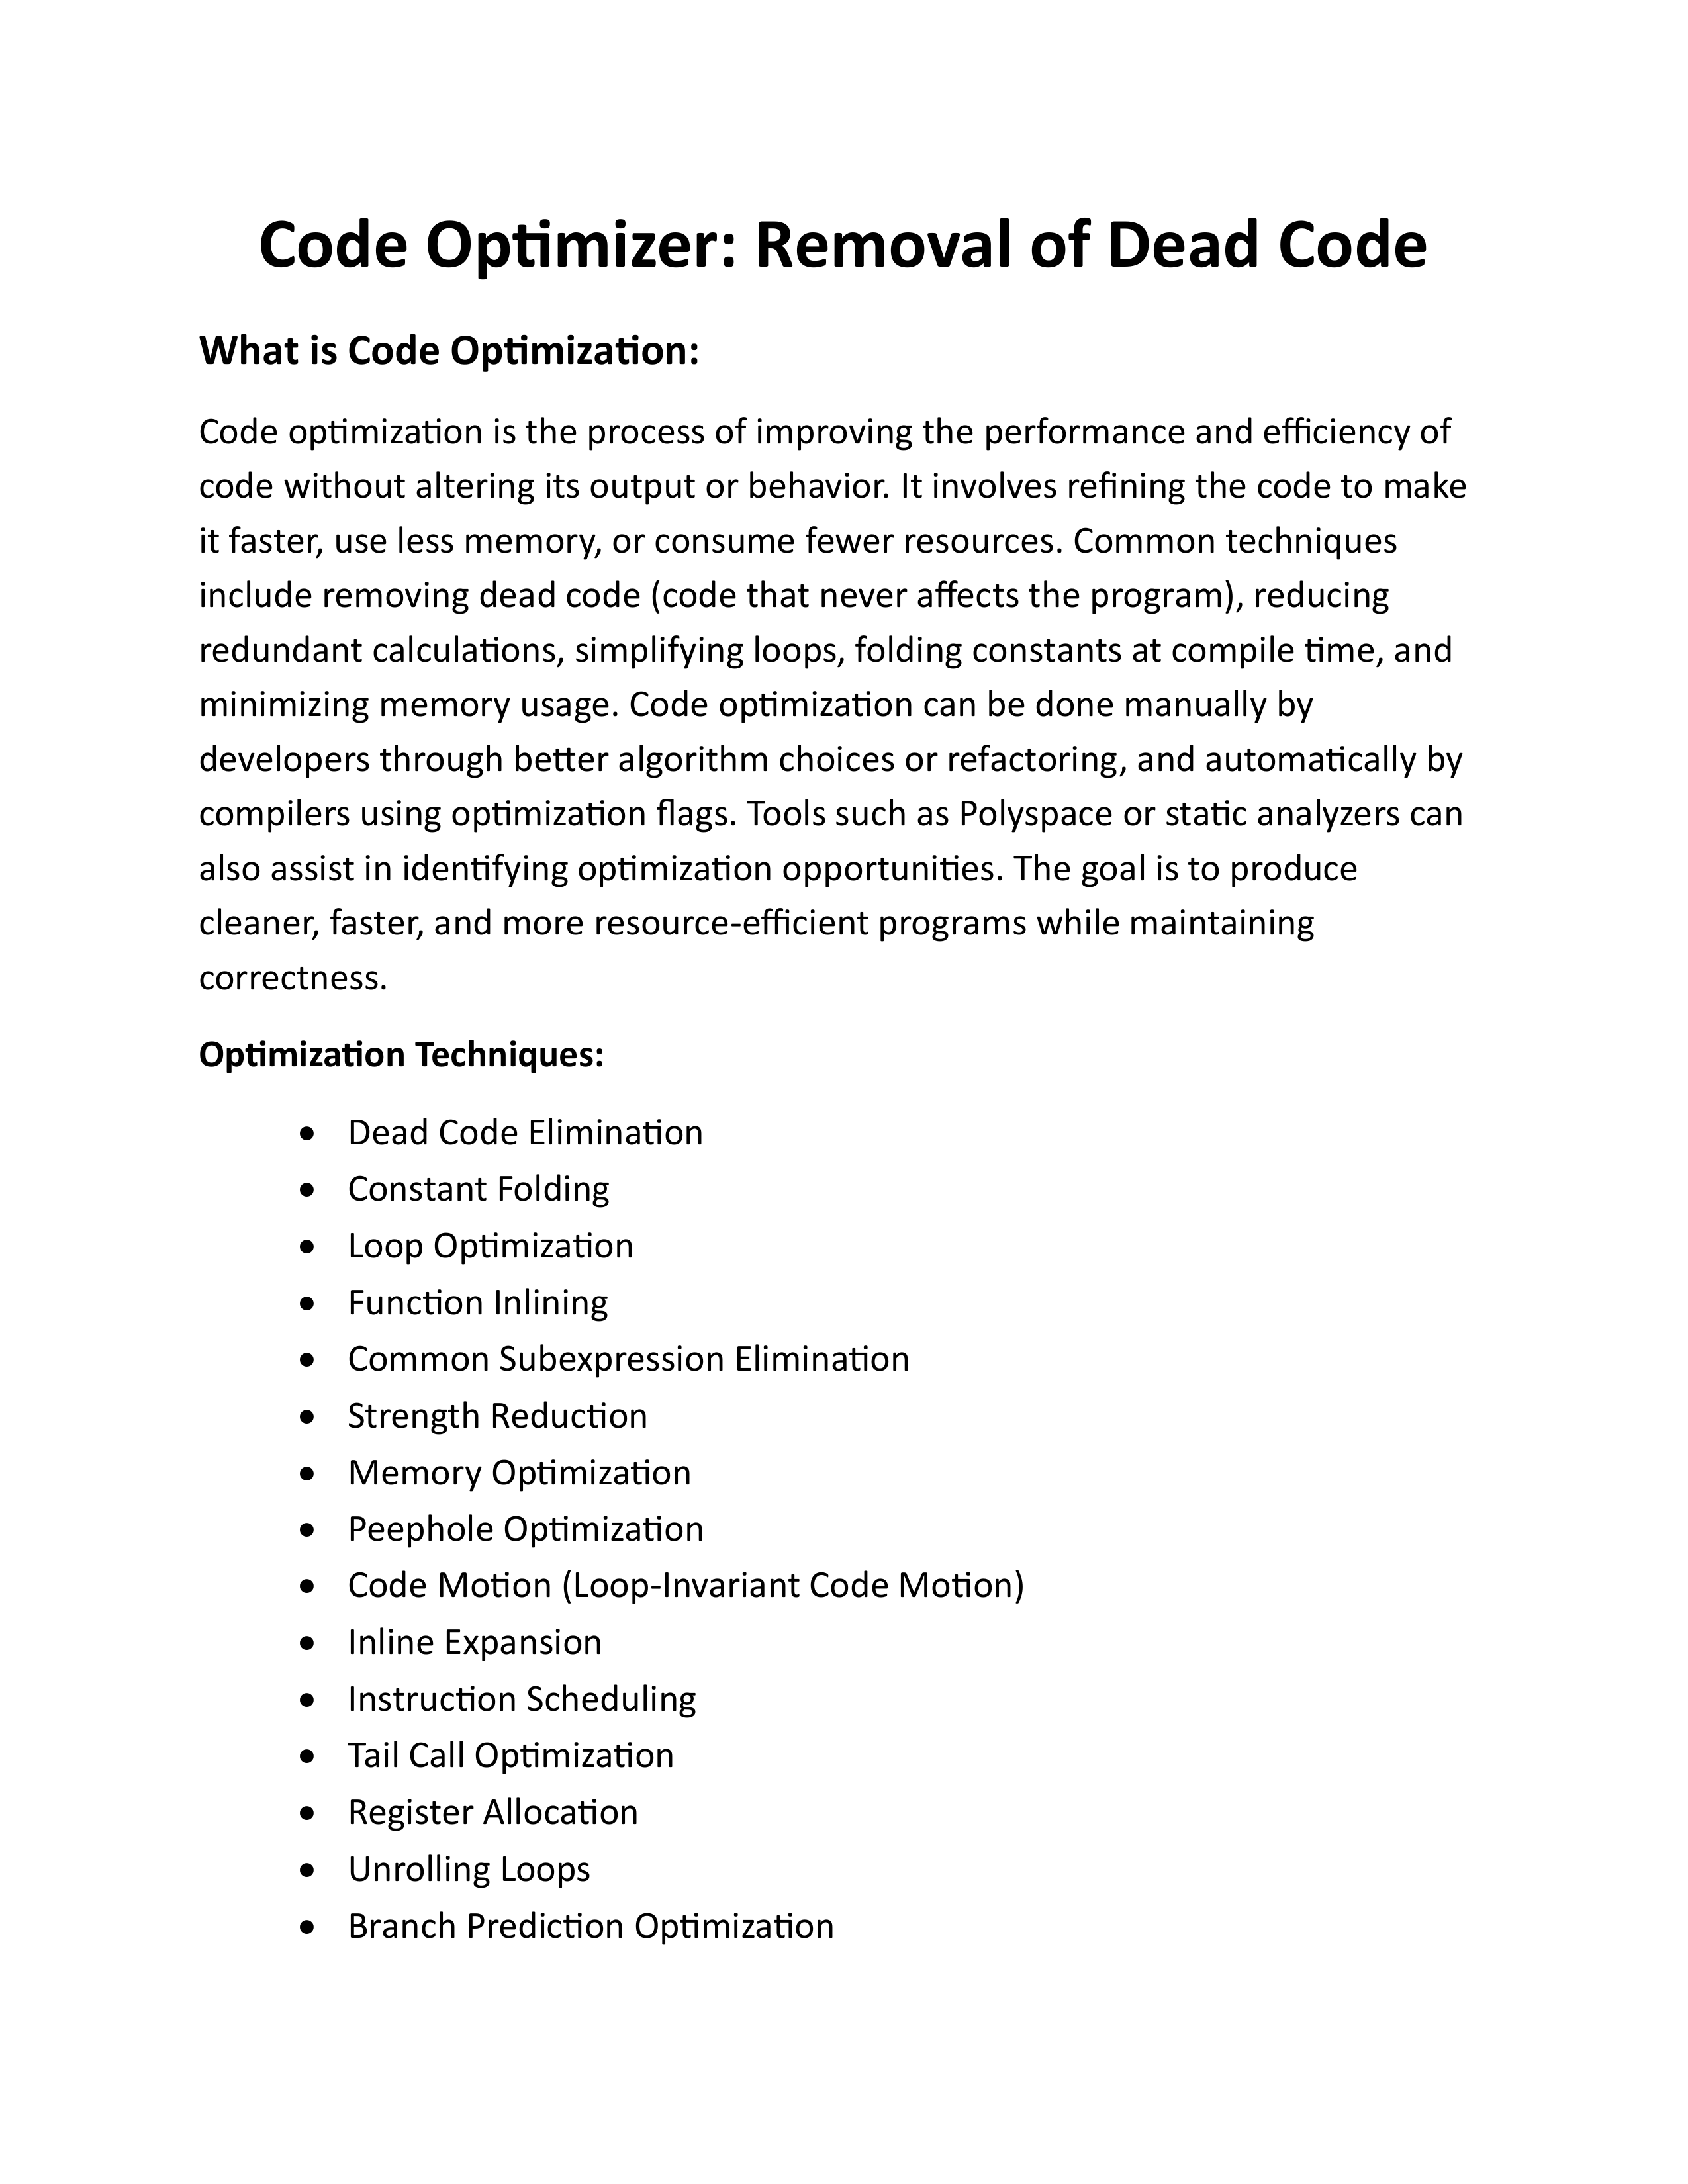 Code Optimizer: Removal of Dead Code
What is Code Optimization:
Code optimization is the process of improving the performance and efficiency of
code without altering its output or behavior. It involves refining the code to make
it faster, use less memory, or consume fewer resources. Common techniques
include removing dead code (code that never affects the program), reducing
redundant calculations, simplifying loops, folding constants at compile time, and
minimizing memory usage. Code optimization can be done manually by
developers through better algorithm choices or refactoring, and automatically by
compilers using optimization flags. Tools such as Polyspace or static analyzers can
also assist in identifying optimization opportunities. The goal is to produce
cleaner, faster, and more resource-efficient programs while maintaining
correctness.
Optimization Techniques:
• Dead Code Elimination
• Constant Folding
• Loop Optimization
• Function Inlining
• Common Subexpression Elimination
• Strength Reduction
• Memory Optimization
• Peephole Optimization
• Code Motion (Loop-Invariant Code Motion)
• Inline Expansion
• Instruction Scheduling
• Tail Call Optimization
• Register Allocation
• Unrolling Loops
• Branch Prediction Optimization